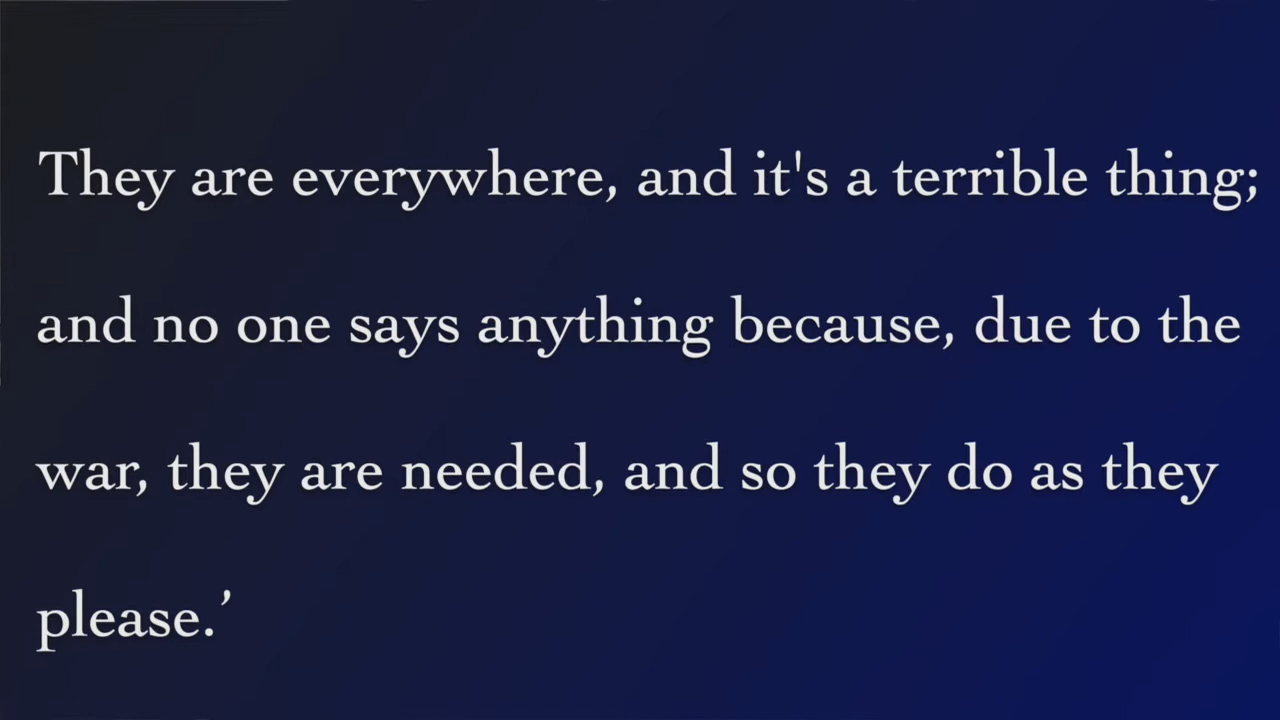 They are everywhere, and it's a terrible thing;
and no one says anything because, due to the
war, they are needed, and so they do as they
please.’